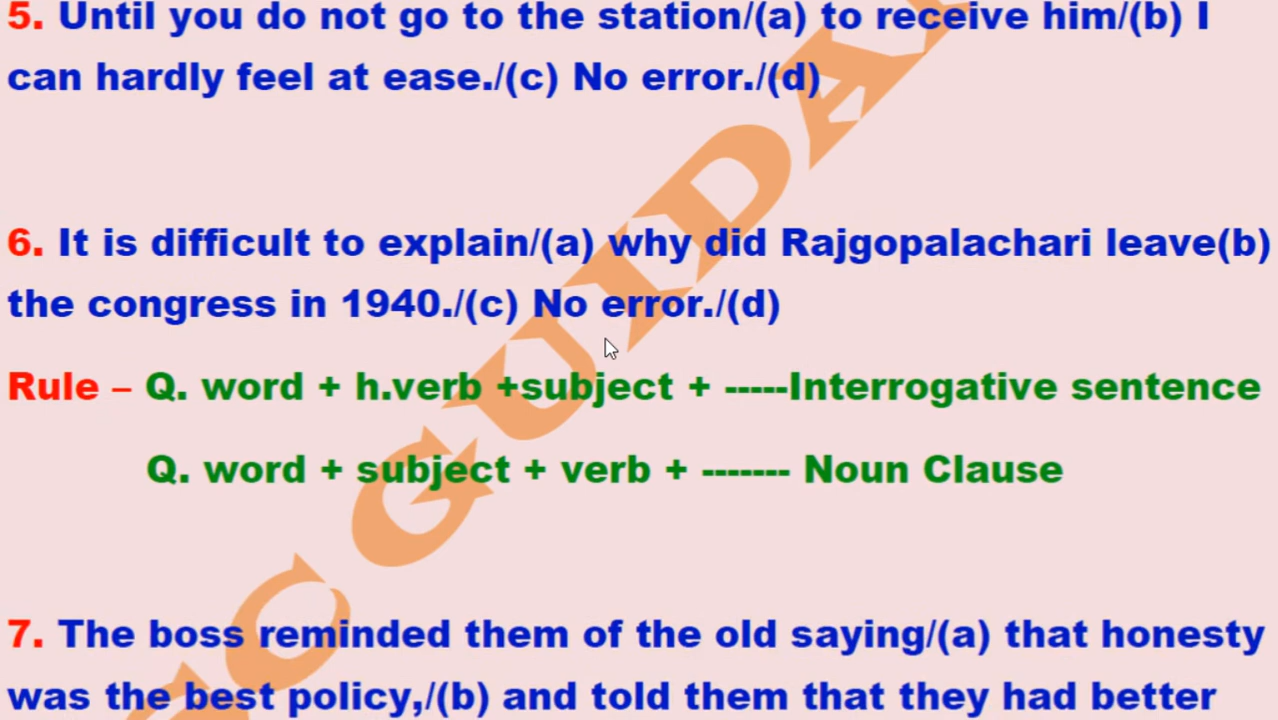 5. Until you do not go to the station/(a) to receive him/(b) I
can hardly feel at ease./(c) No error./(d)
6. It is difficult to explain/(a) why did Rajgopalachari leave(b)
the congress in 1940./(c) No error./(d)
Rule – Q. word + h.verb +subject + -----Interrogative sentence
Q. word + subject + verb + ------- Noun Clause
7. The boss reminded them of the old saying/(a) that honesty
was the best policy,/(b) and told them that they had better